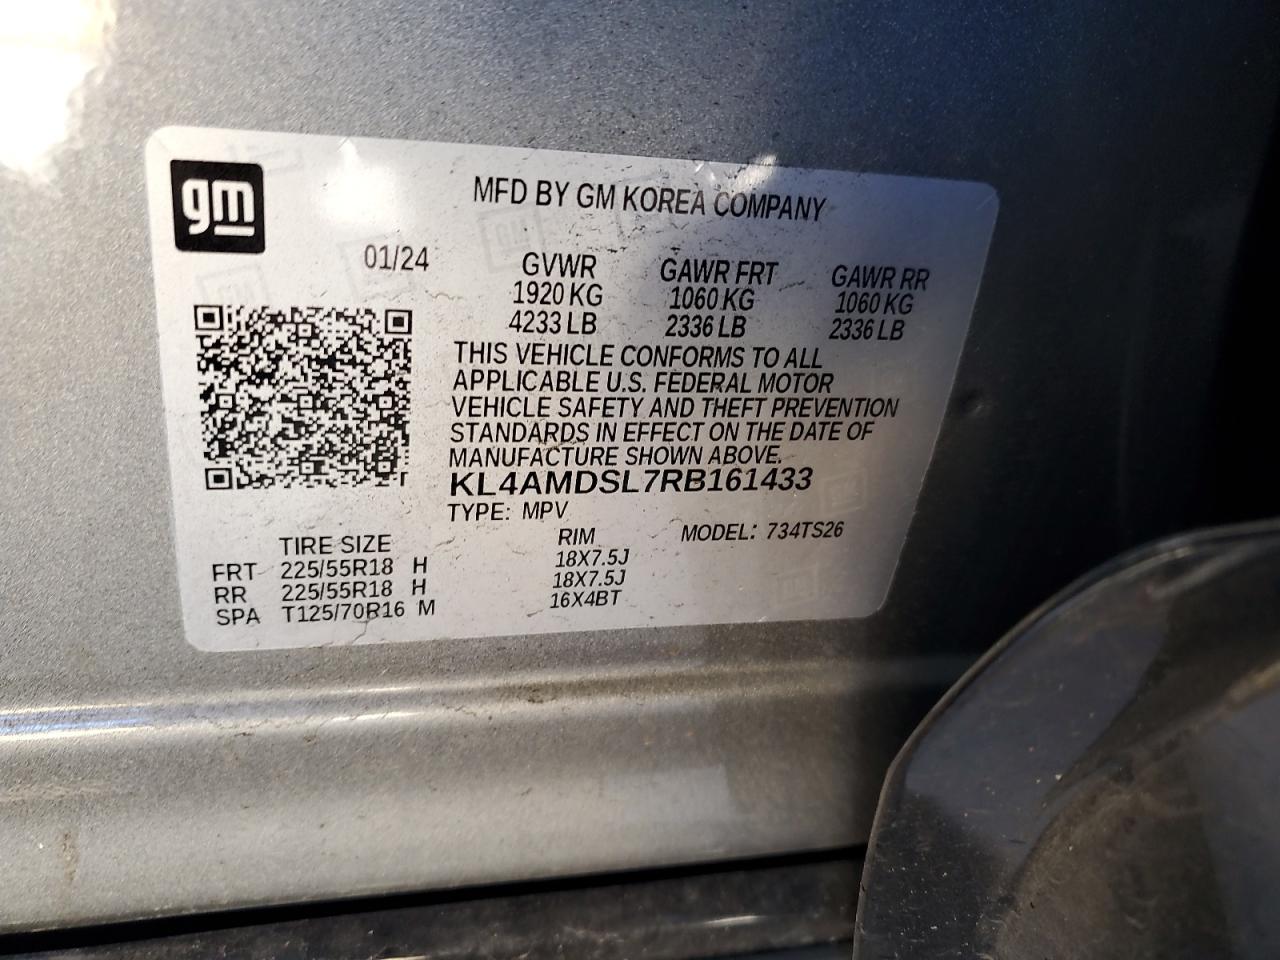 gm
MFD BY GM KOREA COMPANY
01/24 GVWR GAWR FRT GAWR RR
1920 KG 1060 KG 1060 KG
4233 LB 2336 LB 2336 LB
THIS VEHICLE CONFORMS TO ALL
APPLICABLE U.S. FEDERAL MOTOR
VEHICLE SAFETY AND THEFT PREVENTION
STANDARDS IN EFFECT ON THE DATE OF
MANUFACTURE SHOWN ABOVE.
KL4AMDSL7RB161433
TYPE: MPV
MODEL: 734TS26
TIRE SIZE RIM
FRT 225/55R18 H 18X7.5J
RR 225/55R18 H 18X7.5J
SPA T125/70R16 M 16X4BT